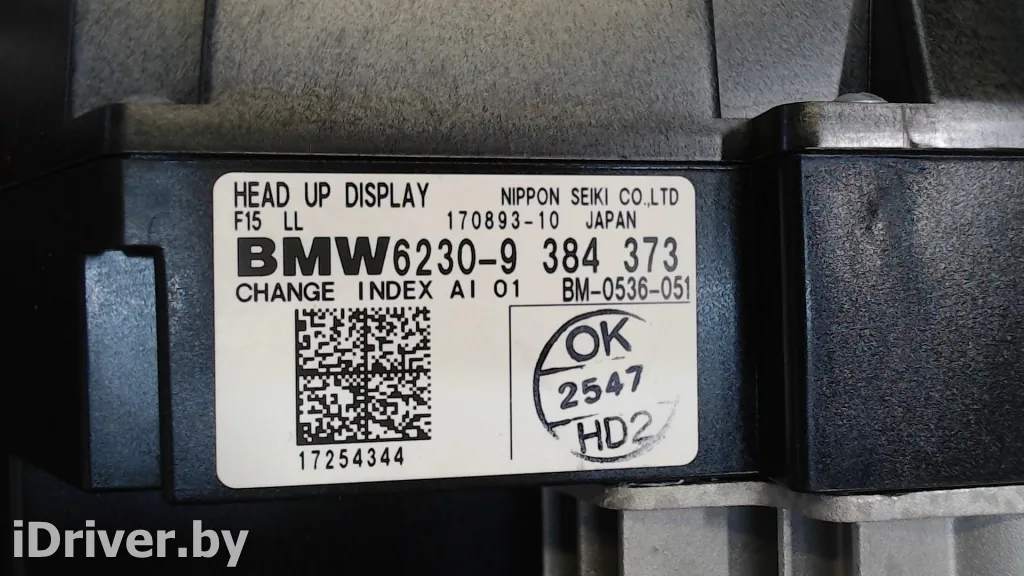 HEAD UP DISPLAY NIPPON SEIKI CO.,LTD
F15 LL 170893-10 JAPAN
BMW6230-9 384 373
CHANGE INDEX AI 01 BM-0536-051
OK
2547
HD2
17254344
iDriver.by